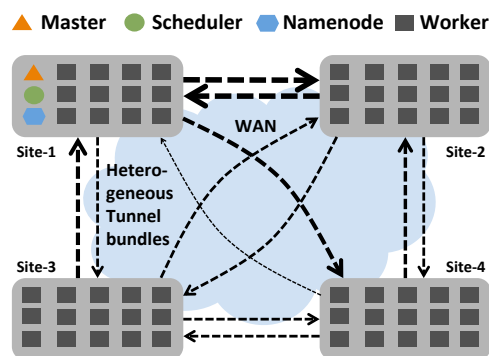 Master Scheduler Namenode Worker
WAN
Site-1
Site-2
Hetero-
geneous
Tunnel
bundles
Site-3
Site-4